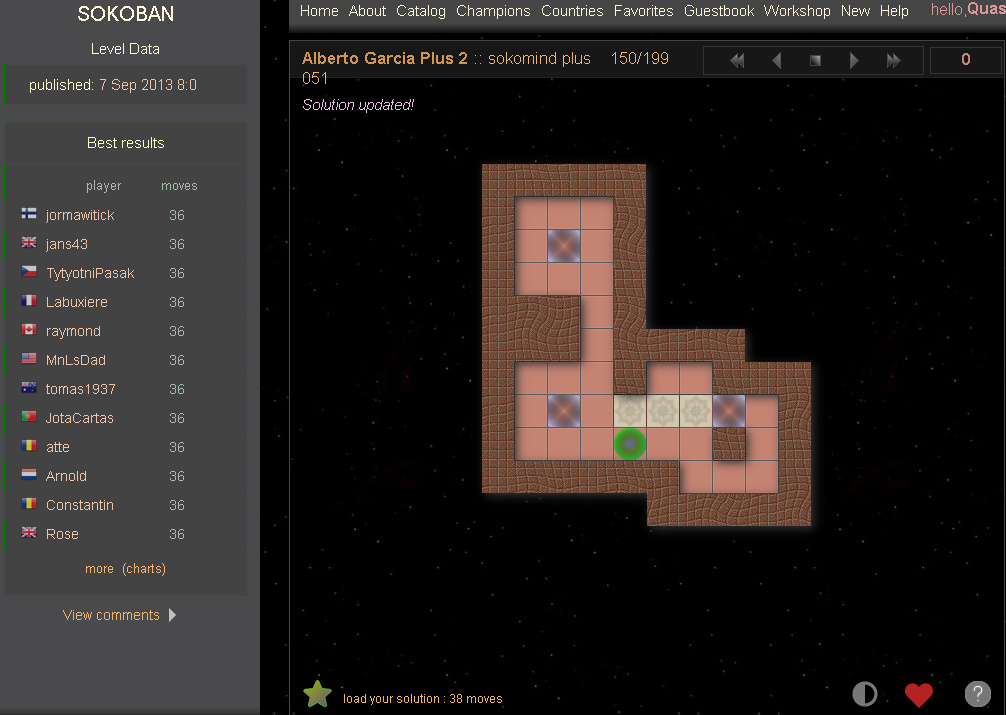 SOKOBAN
Level Data
published: 7 Sep 2013 8:0
Best results
player moves
jormawitick 36
jans43 36
TytyotniPasak 36
Labuxiere 36
raymond 36
MnLsDad 36
tomas1937 36
JotaCartas 36
atte 36
Arnold 36
Constantin 36
Rose 36
more (charts)
View comments
Home About Catalog Champions Countries Favorites Guestbook Workshop New Help hello,Quas
Alberto Garcia Plus 2 :: sokomind plus 150/199
051
0
Solution updated!
load your solution : 38 moves
?